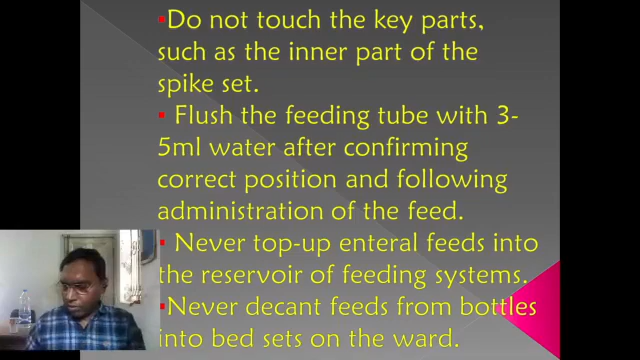 ▪Do not touch the key parts,
such as the inner part of the
spike set.
▪ Flush the feeding tube with 3-
5ml water after confirming
correct position and following
administration of the feed.
▪ Never top-up enteral feeds into
the reservoir of feeding systems.
▪Never decant feeds from bottles
into bed sets on the ward.